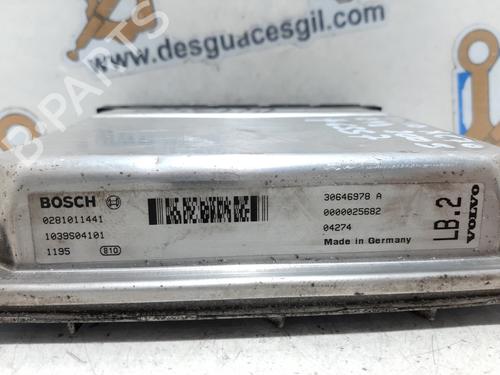 www.desguacesgil.com
B-PARTS
BOSCH
0281011441
1039S04101
1195 810
30646978 A
0000025682
04274
Made in Germany
LB.2
VOLVO